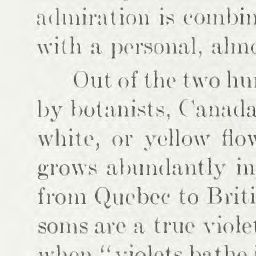 admiration is combin
with a personal, almo
Out of the two hun
by botanists, Canada
white, or yellow flow
grows abundantly in
from Quebec to Briti
soms are a true violet
when "violets bathe i